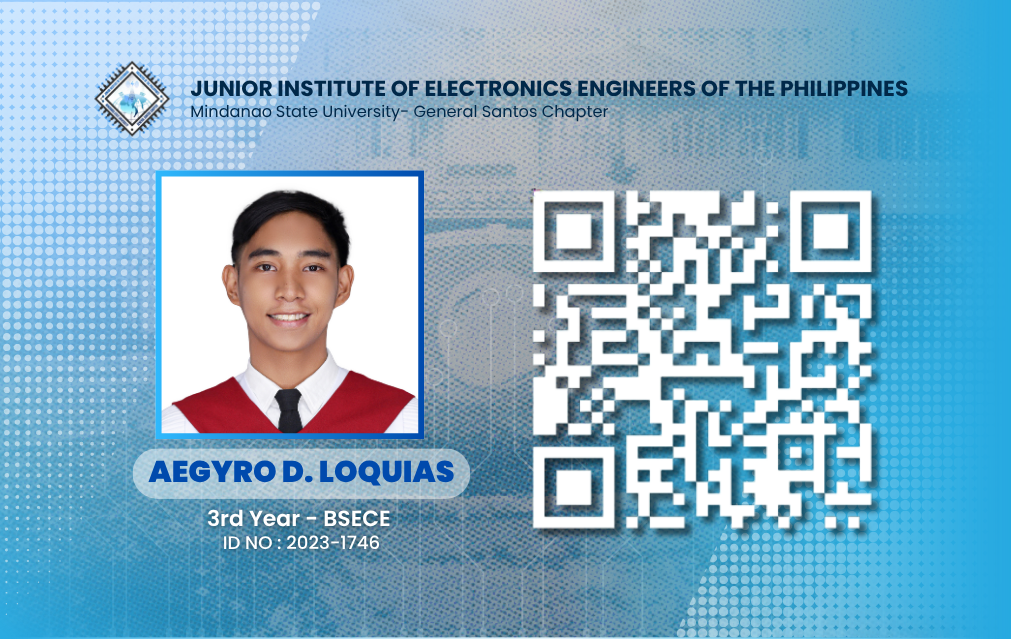 JUNIOR INSTITUTE OF ELECTRONICS ENGINEERS OF THE PHILIPPINES
Mindanao State University- General Santos Chapter
AEGYRO D. LOQUIAS
3rd Year - BSECE
ID NO : 2023-1746